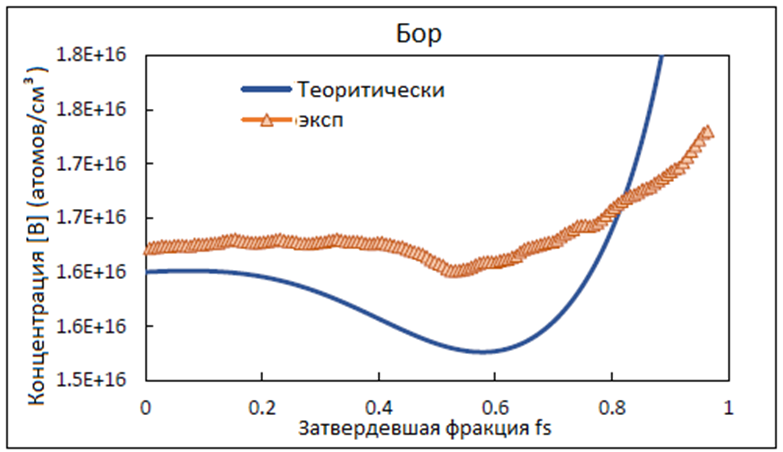 Бор
1.8E+16
1.8E+16
1.7E+16
1.7E+16
1.6E+16
1.6E+16
1.5E+16
Концентрация [B] (атомов/см³)
Теоритически
эксп
0
0.2
0.4
0.6
0.8
1
Затвердевшая фракция fs